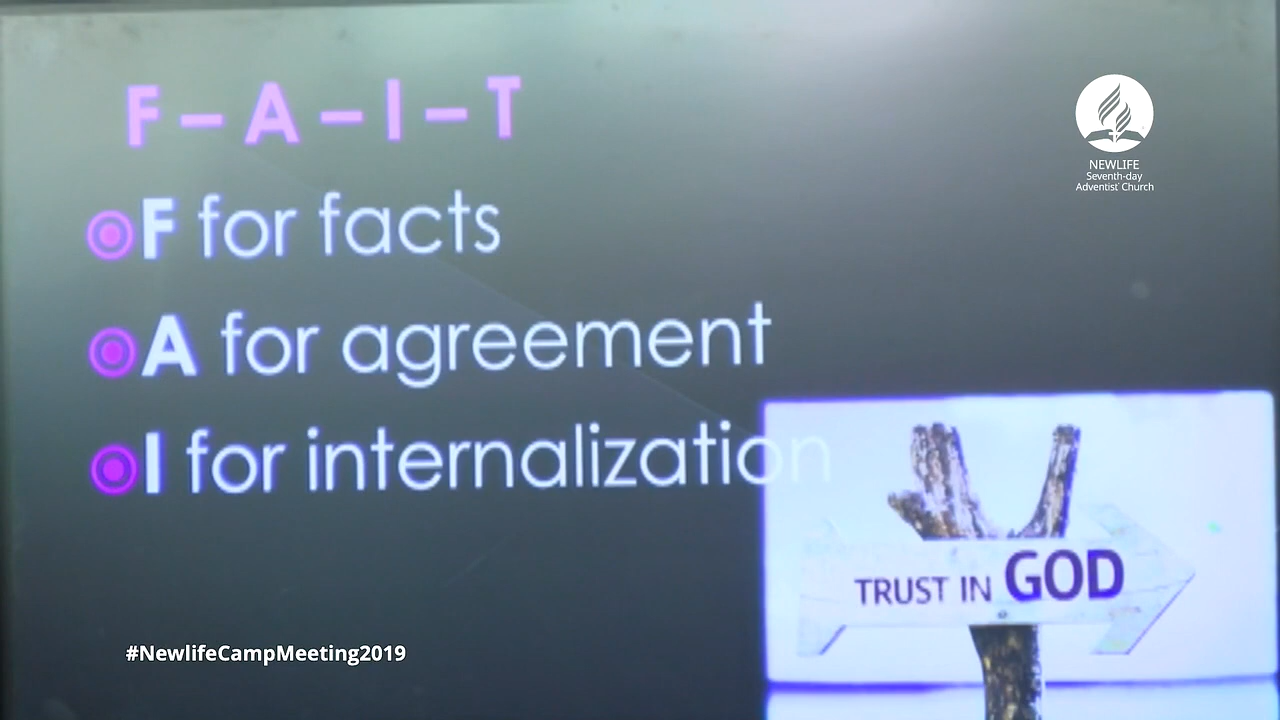 F – A – I – T
F for facts
A for agreement
I for internalization
TRUST IN GOD
NEWLIFE
Seventh-day
Adventist Church
#NewlifeCampMeeting2019